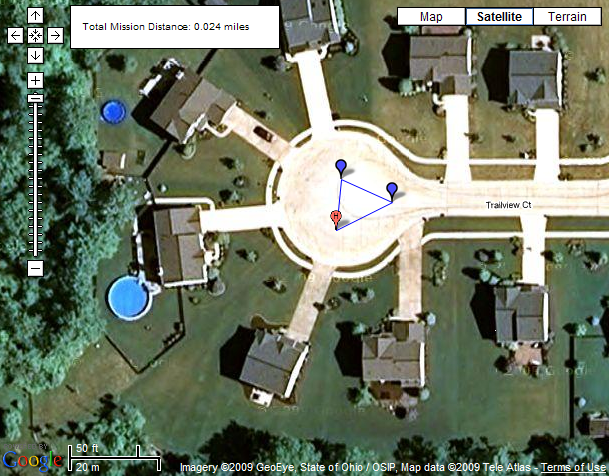 Total Mission Distance: 0.024 miles
Map
Satellite
Terrain
H
Trailview Ct
Google
50 ft
20 m
Imagery ©2009 GeoEye, State of Ohio / OSIP, Map data ©2009 Tele Atlas - Terms of Use